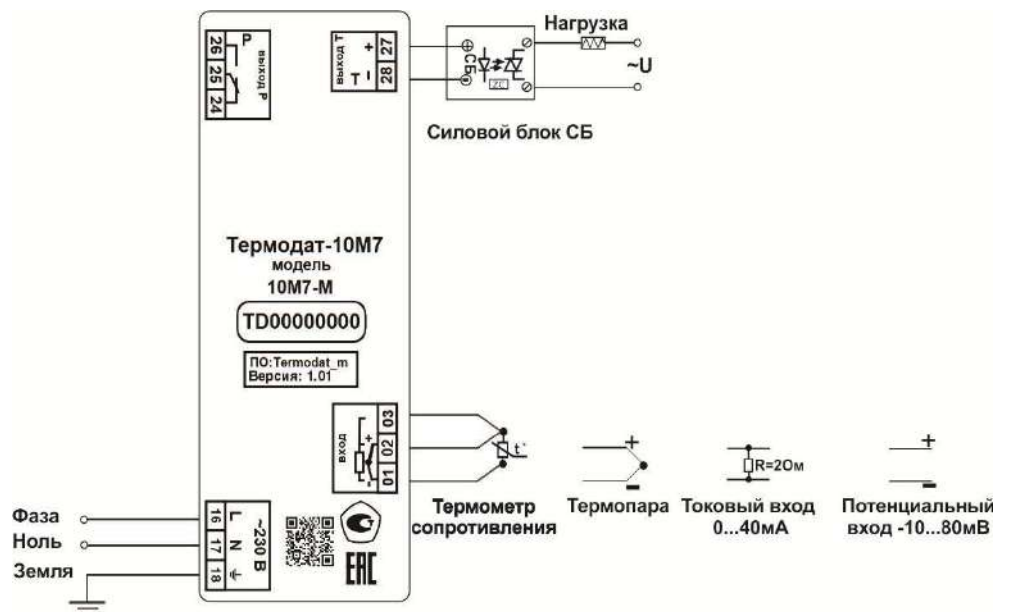 26
25
24
P
выход P
выход T
+
T −
27
28
СБ
ZC
Нагрузка
~U
Силовой блок СБ
Термодат-10М7
модель
10М7-М
TD00000000
ПО:Termodat_m
Версия: 1.01
вход
+
-
03
02
01
t°
Термометр
сопротивления
+
−
Термопара
R=2Ом
Токовый вход
0...40мА
+
−
Потенциальный
вход -10...80мВ
Фаза
Ноль
Земля
16
17
18
L
N
~230 В
EAC